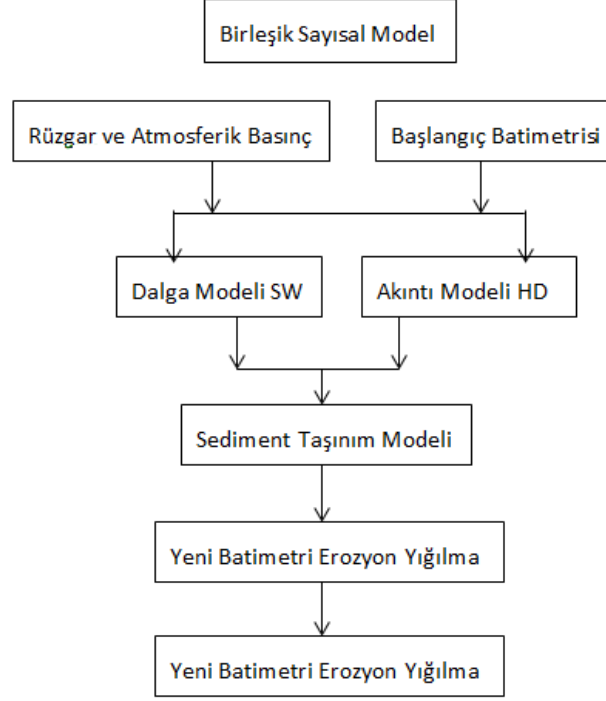 Birleşik Sayısal Model
Rüzgar ve Atmosferik Basınç
Başlangıç Batimetrisi
Dalga Modeli SW
Akıntı Modeli HD
Sediment Taşınım Modeli
Yeni Batimetri Erozyon Yığılma
Yeni Batimetri Erozyon Yığılma